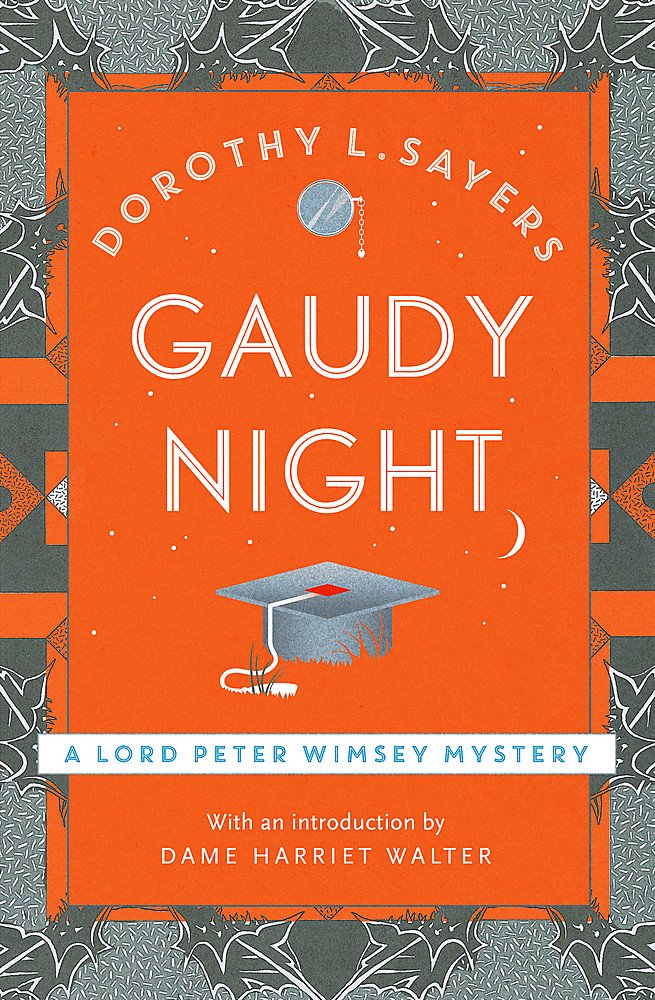 DOROTHY L. SAYERS
GAUDY
NIGHT
A LORD PETER WIMSEY MYSTERY
With an introduction by
DAME HARRIET WALTER